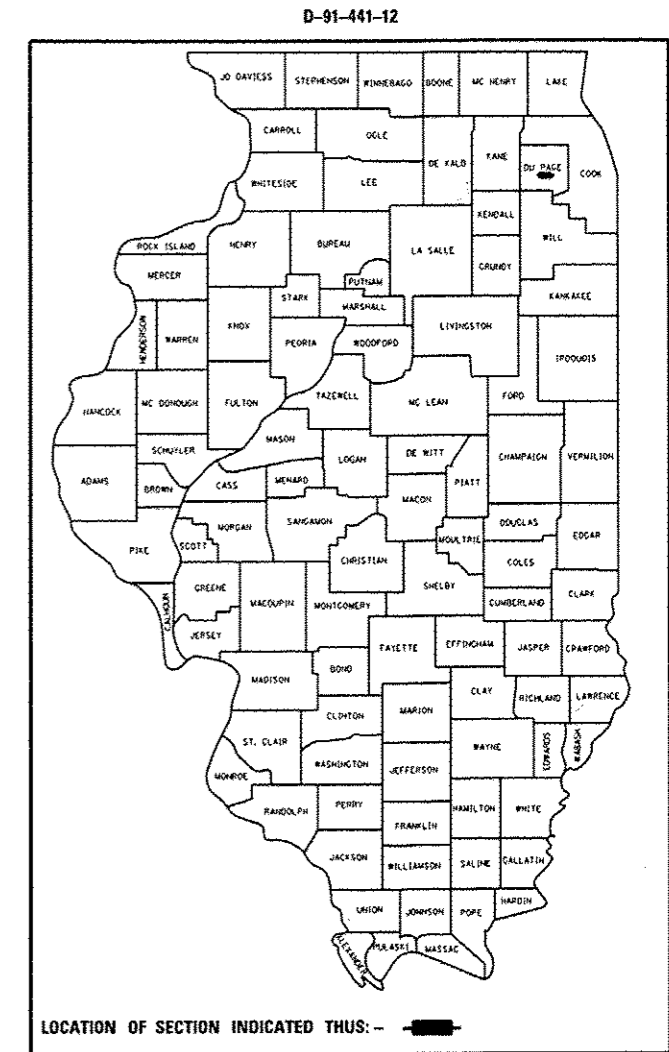 D-91-441-12
JO DAVIESS STEPHENSON WINNEBAGO BOONE MC HENRY LAKE
CARROLL OGLE
DE KALB KANE DU PAGE COOK
WHITESIDE LEE
KENDALL
ROCK ISLAND HENRY BUREAU LA SALLE WILL
MERCER PUTNAM GRUNDY
STARK MARSHALL KANKAKEE
HENDERSON WARREN KNOX PEORIA WOODFORD LIVINGSTON IROQUOIS
HANCOCK MC DONOUGH FULTON TAZEWELL MC LEAN FORD
MASON
SCHUYLER LOGAN DE WITT CHAMPAIGN VERMILION
ADAMS BROWN CASS MENARD MACON PIATT
PIKE SCOTT MORGAN SANGAMON MOULTRIE DOUGLAS EDGAR
CHRISTIAN COLES
CALHOUN GREENE MACOUPIN MONTGOMERY SHELBY CUMBERLAND CLARK
JERSEY
FAYETTE EFFINGHAM JASPER CRAWFORD
MADISON BOND
CLAY RICHLAND LAWRENCE
CLINTON MARION
ST. CLAIR WAYNE EDWARDS WABASH
WASHINGTON JEFFERSON
MONROE
RANDOLPH PERRY HAMILTON WHITE
FRANKLIN
JACKSON WILLIAMSON SALINE GALLATIN
UNION JOHNSON POPE HARDIN
ALEXANDER PULASKI MASSAC
LOCATION OF SECTION INDICATED THUS: -